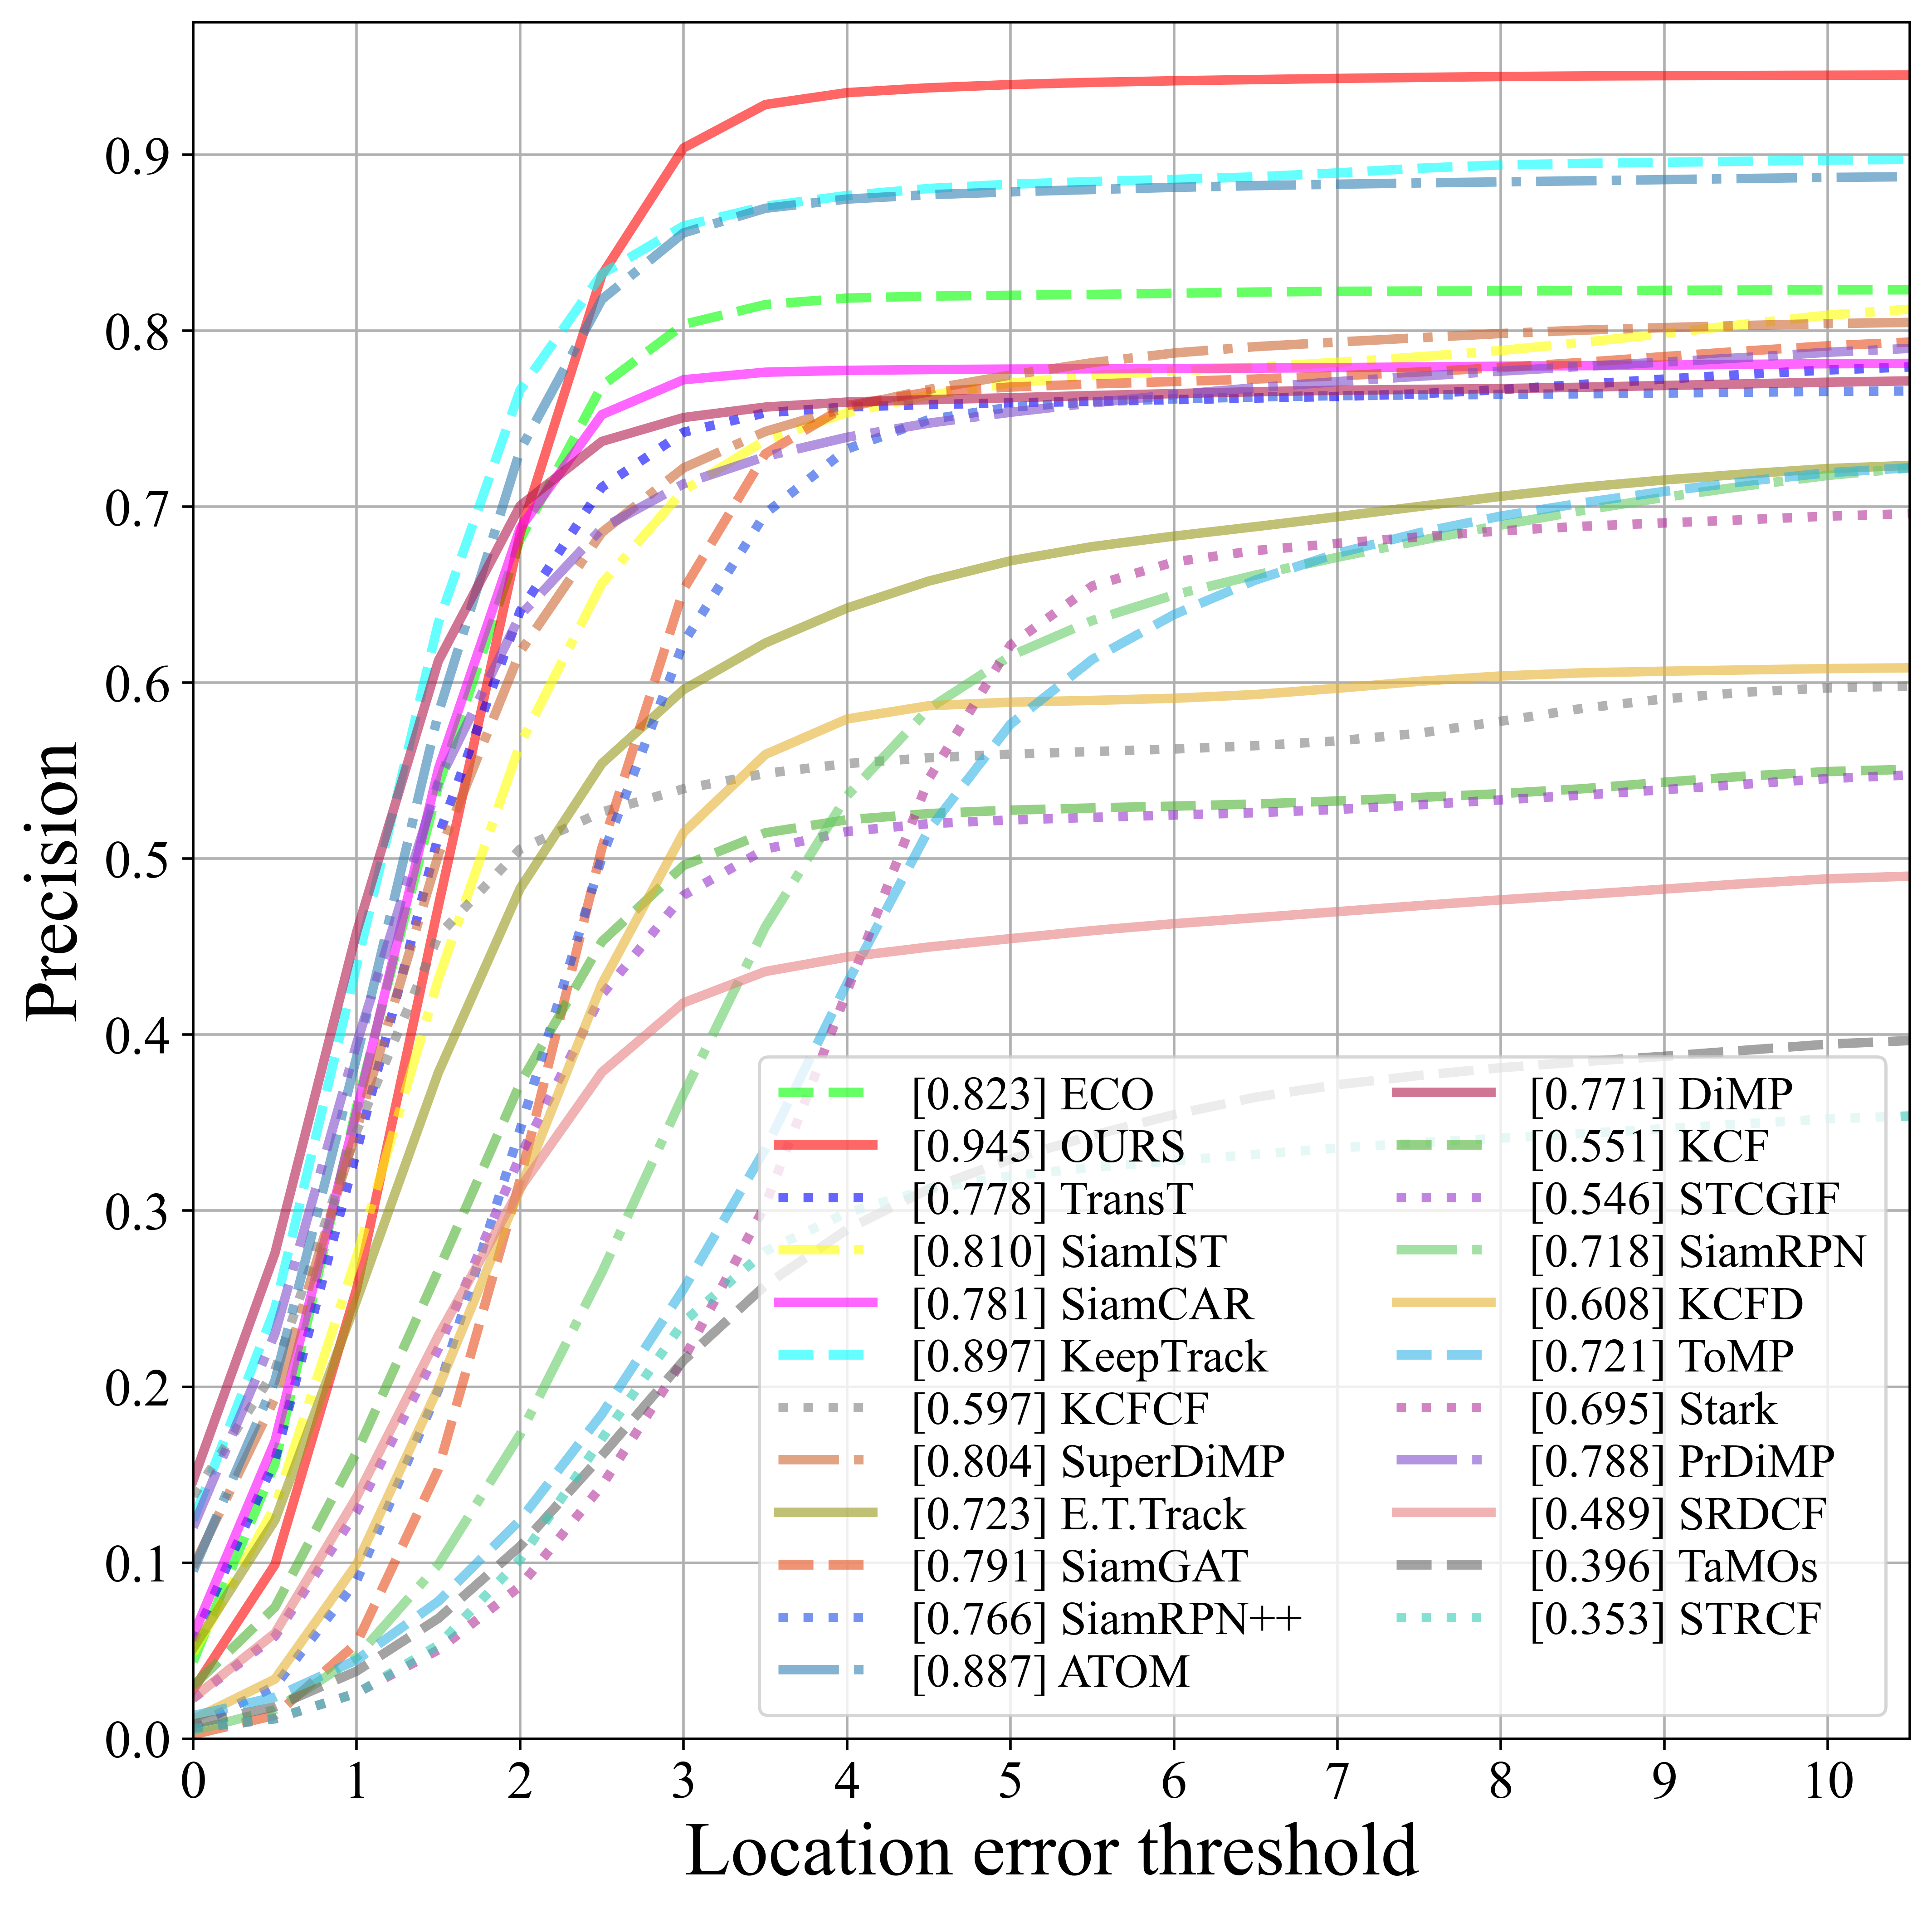 Precision
0.9
0.8
0.7
0.6
0.5
0.4
0.3
0.2
0.1
0.0
[0.823] ECO
[0.945] OURS
[0.778] TransT
[0.810] SiamIST
[0.781] SiamCAR
[0.897] KeepTrack
[0.597] KCFCF
[0.804] SuperDiMP
[0.723] E.T.Track
[0.791] SiamGAT
[0.766] SiamRPN++
[0.887] ATOM
[0.771] DiMP
[0.551] KCF
[0.546] STCGIF
[0.718] SiamRPN
[0.608] KCFD
[0.721] ToMP
[0.695] Stark
[0.788] PrDiMP
[0.489] SRDCF
[0.396] TaMOs
[0.353] STRCF
0 1 2 3 4 5 6 7 8 9 10
Location error threshold